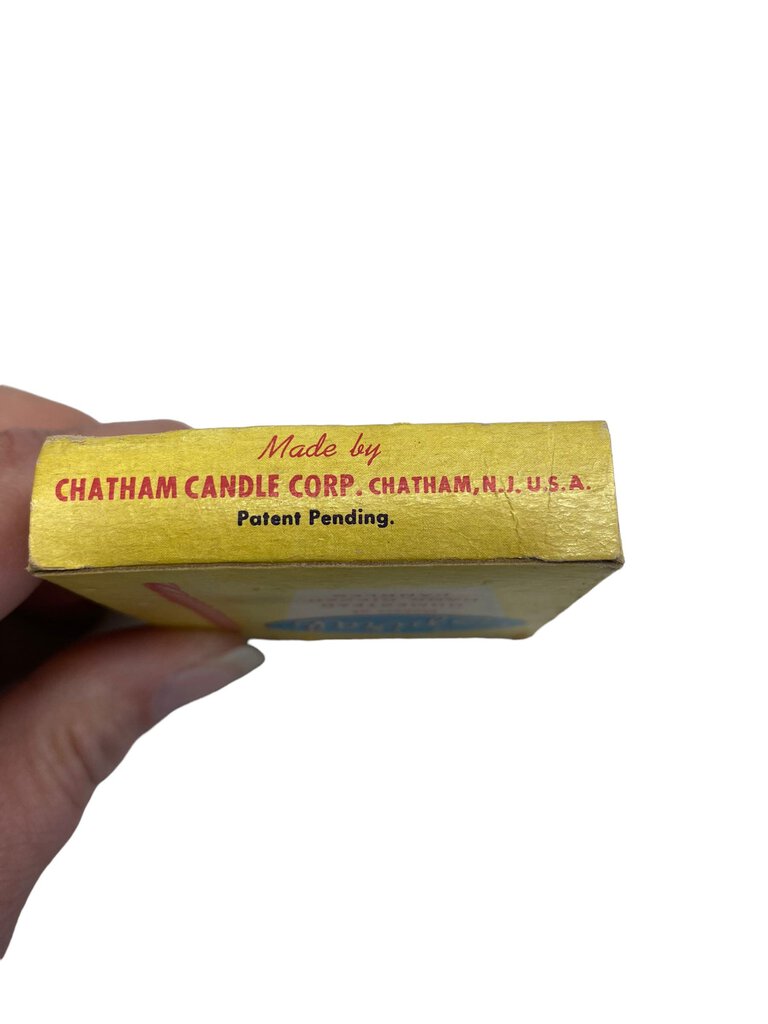 Made by
CHATHAM CANDLE CORP. CHATHAM, N.J. U.S.A.
Patent Pending.